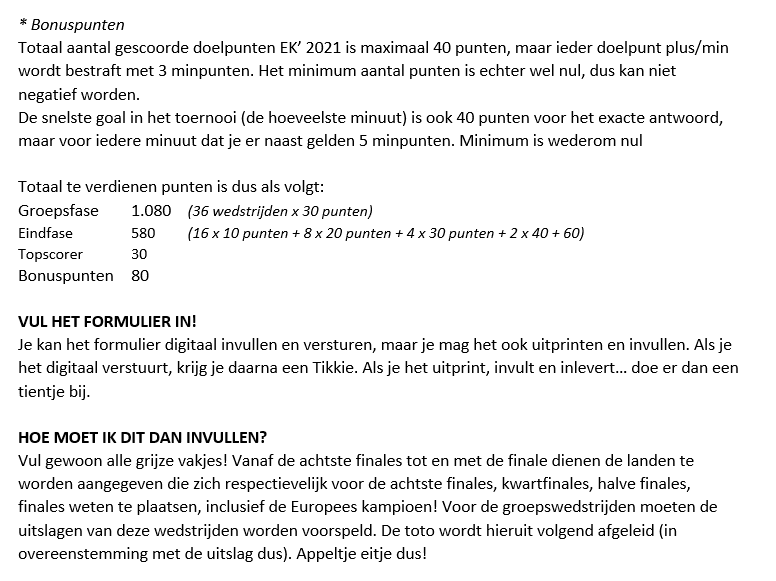 * Bonuspunten
Totaal aantal gescoorde doelpunten EK’ 2021 is maximaal 40 punten, maar ieder doelpunt plus/min
wordt bestraft met 3 minpunten. Het minimum aantal punten is echter wel nul, dus kan niet
negatief worden.
De snelste goal in het toernooi (de hoeveelste minuut) is ook 40 punten voor het exacte antwoord,
maar voor iedere minuut dat je er naast gelden 5 minpunten. Minimum is wederom nul
Totaal te verdienen punten is dus als volgt:
Groepsfase 1.080 (36 wedstrijden x 30 punten)
Eindfase 580 (16 x 10 punten + 8 x 20 punten + 4 x 30 punten + 2 x 40 + 60)
Topscorer 30
Bonuspunten 80
VUL HET FORMULIER IN!
Je kan het formulier digitaal invullen en versturen, maar je mag het ook uitprinten en invullen. Als je
het digitaal verstuurt, krijg je daarna een Tikkie. Als je het uitprint, invult en inlevert… doe er dan een
tientje bij.
HOE MOET IK DIT DAN INVULLEN?
Vul gewoon alle grijze vakjes! Vanaf de achtste finales tot en met de finale dienen de landen te
worden aangegeven die zich respectievelijk voor de achtste finales, kwartfinales, halve finales,
finales weten te plaatsen, inclusief de Europees kampioen! Voor de groepswedstrijden moeten de
uitslagen van deze wedstrijden worden voorspeld. De toto wordt hieruit volgend afgeleid (in
overeenstemming met de uitslag dus). Appeltje eitje dus!